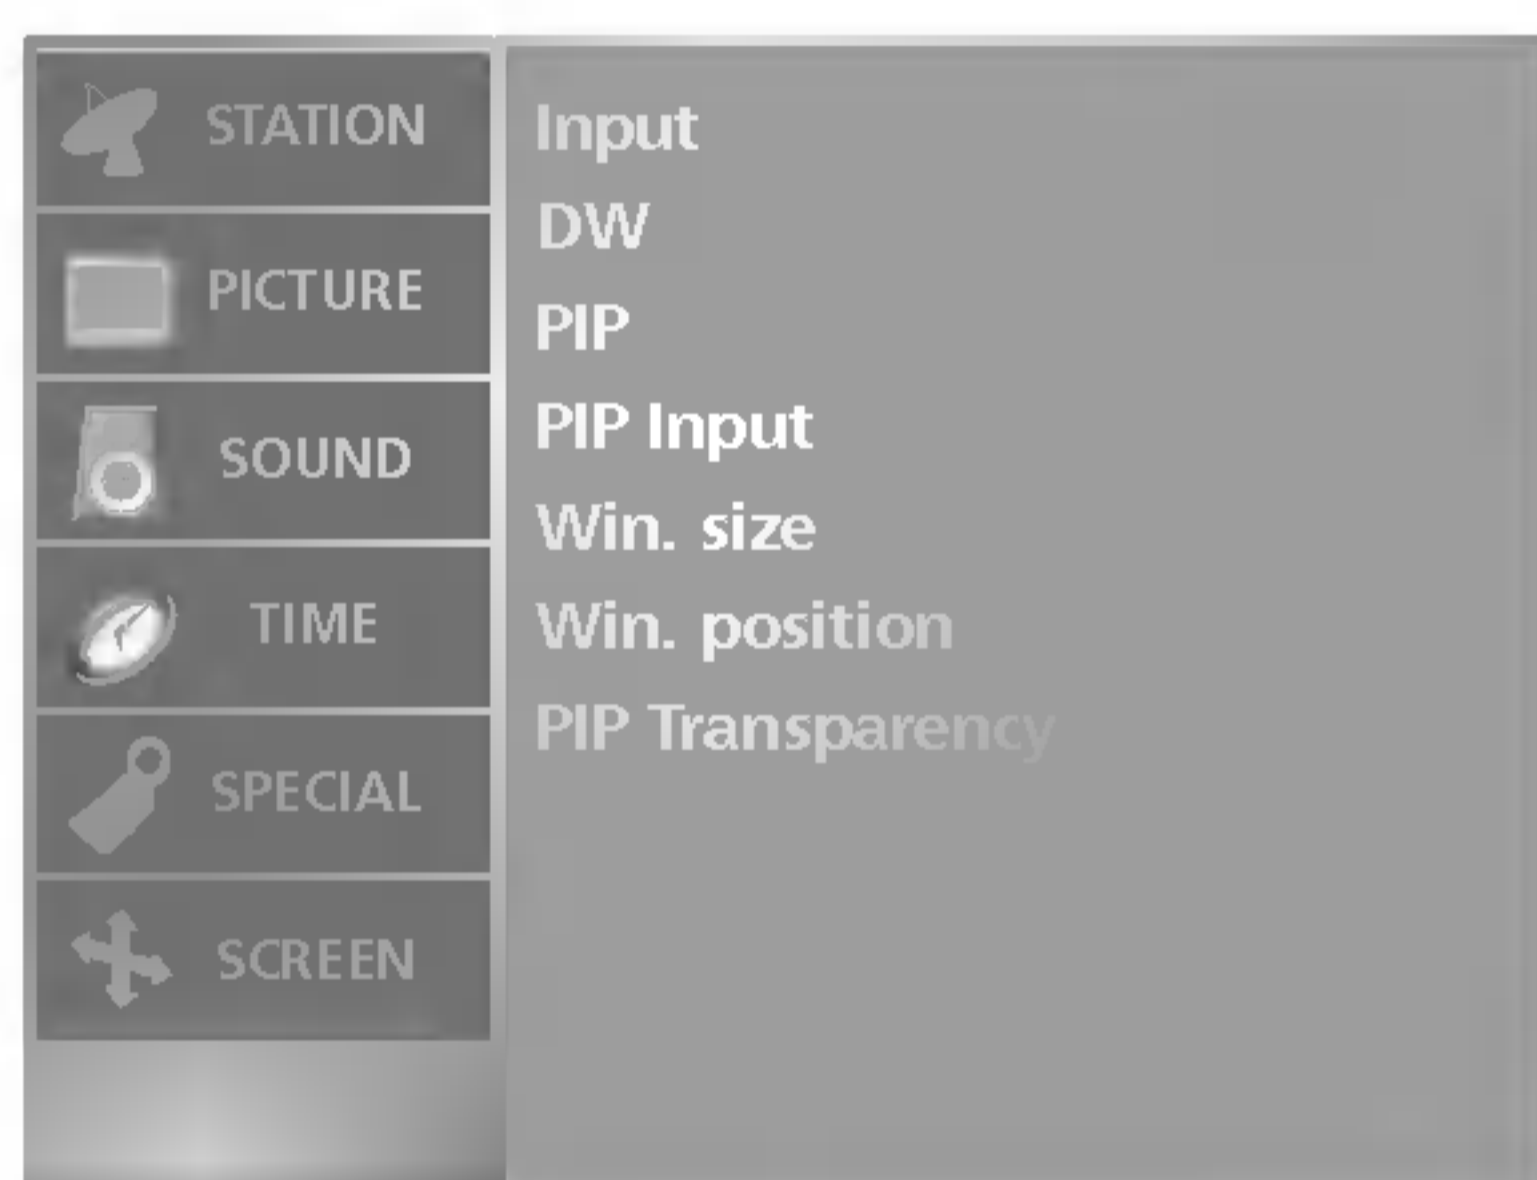 STATION
PICTURE
SOUND
TIME
SPECIAL
SCREEN
Input
DW
PIP
PIP Input
Win. size
Win. position
PIP Transparency